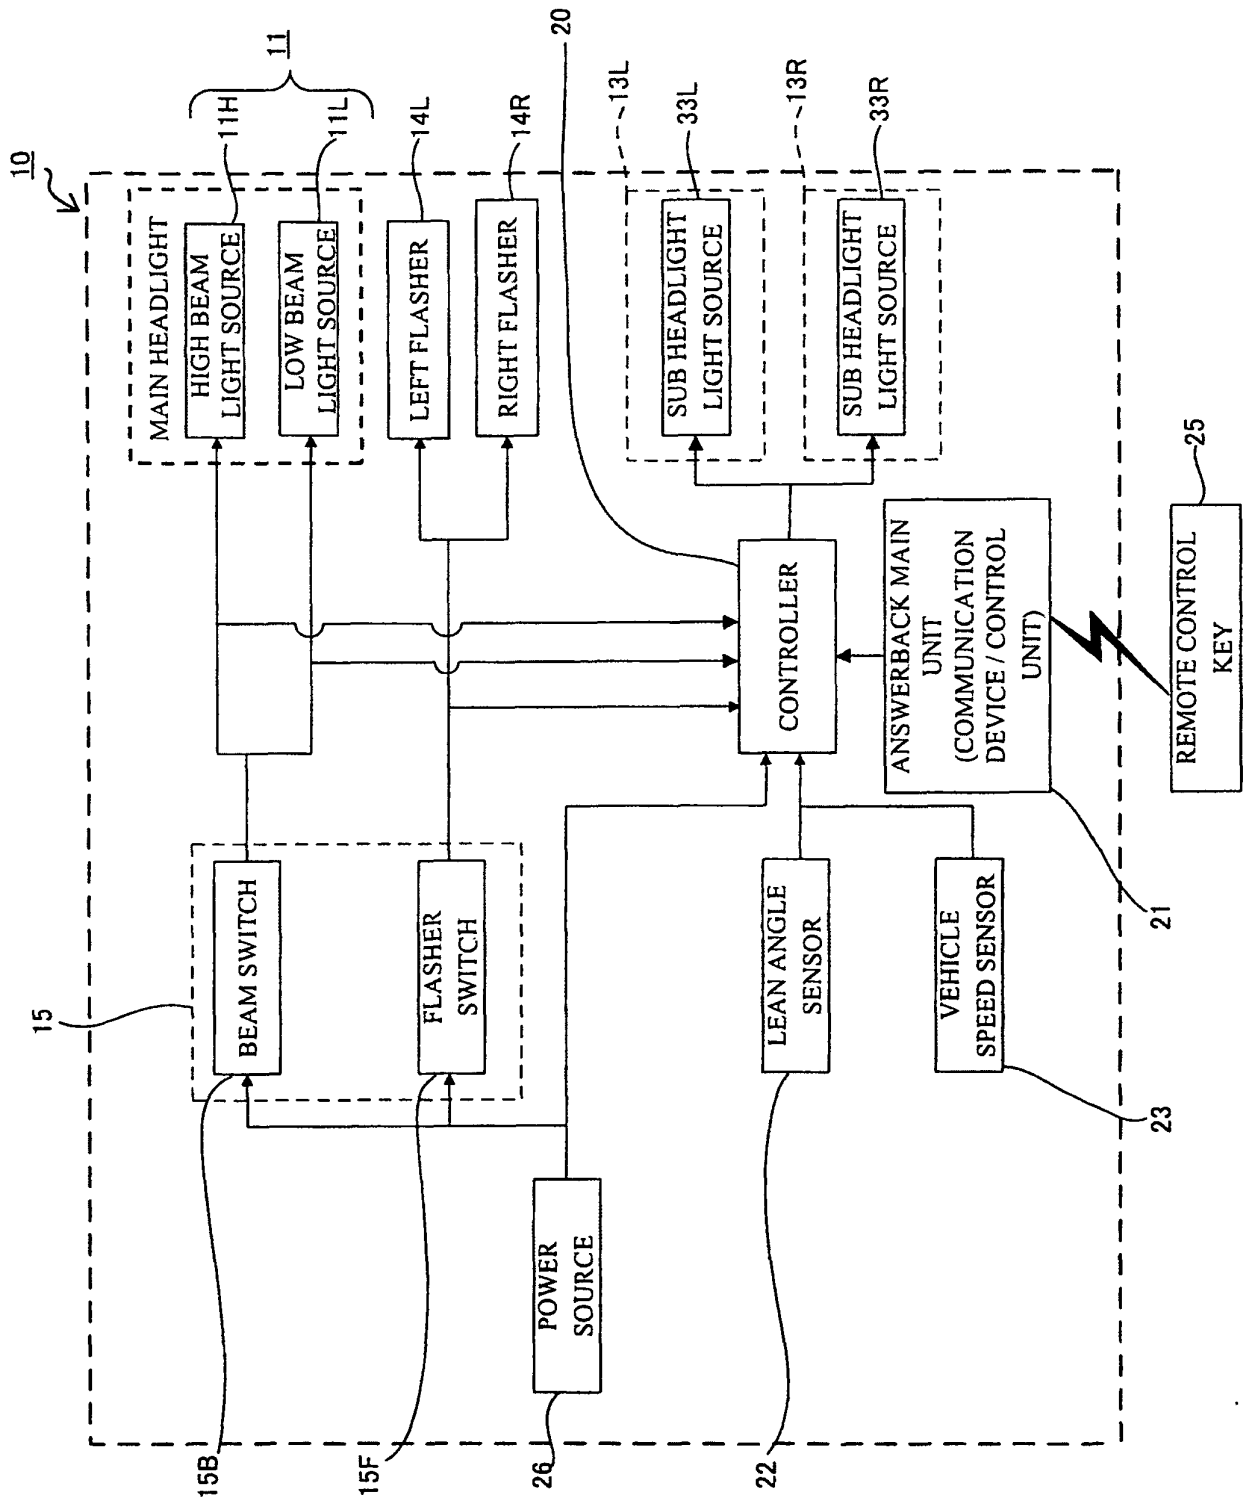 10
11
11H
11L
14L
14R
20
13L
33L
13R
33R
MAIN HEADLIGHT
HIGH BEAM
LIGHT SOURCE
LOW BEAM
LIGHT SOURCE
LEFT FLASHER
RIGHT FLASHER
SUB HEADLIGHT
LIGHT SOURCE
SUB HEADLIGHT
LIGHT SOURCE
CONTROLLER
ANSWERBACK MAIN
UNIT
(COMMUNICATION
DEVICE / CONTROL
UNIT)
25
REMOTE CONTROL
KEY
15
BEAM SWITCH
FLASHER
SWITCH
LEAN ANGLE
SENSOR
VEHICLE
SPEED SENSOR
21
23
POWER
SOURCE
15B
15F
26
22